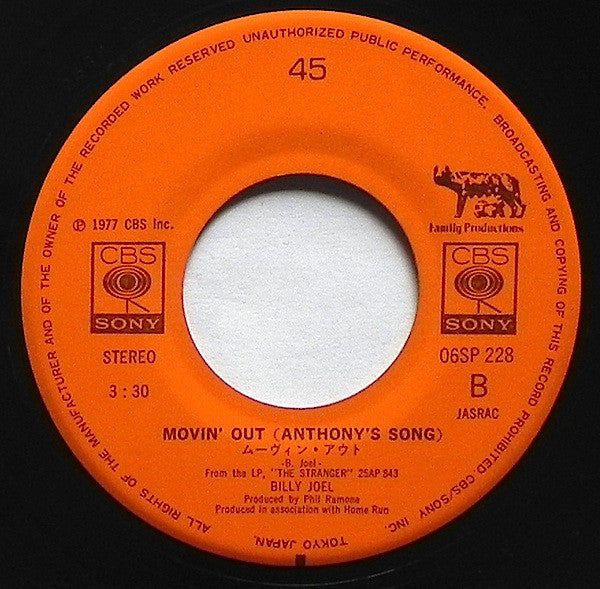 ALL RIGHTS OF THE MANUFACTURER AND OF THE OWNER OF THE RECORDED WORK RESERVED UNAUTHORIZED PUBLIC PERFORMANCE, BROADCASTING AND COPYING OF THIS RECORD PROHIBITED. CBS/SONY INC. TOKYO JAPAN.
45
Ⓟ 1977 CBS Inc.
Family Productions
CBS
SONY
CBS
SONY
STEREO
06SP 228
3:30
B
JASRAC
MOVIN' OUT (ANTHONY'S SONG)
ムーヴィン・アウト
-B. Joel-
From the LP, "THE STRANGER" 25AP 843
BILLY JOEL
Produced by Phil Ramone
Produced in association with Home Run